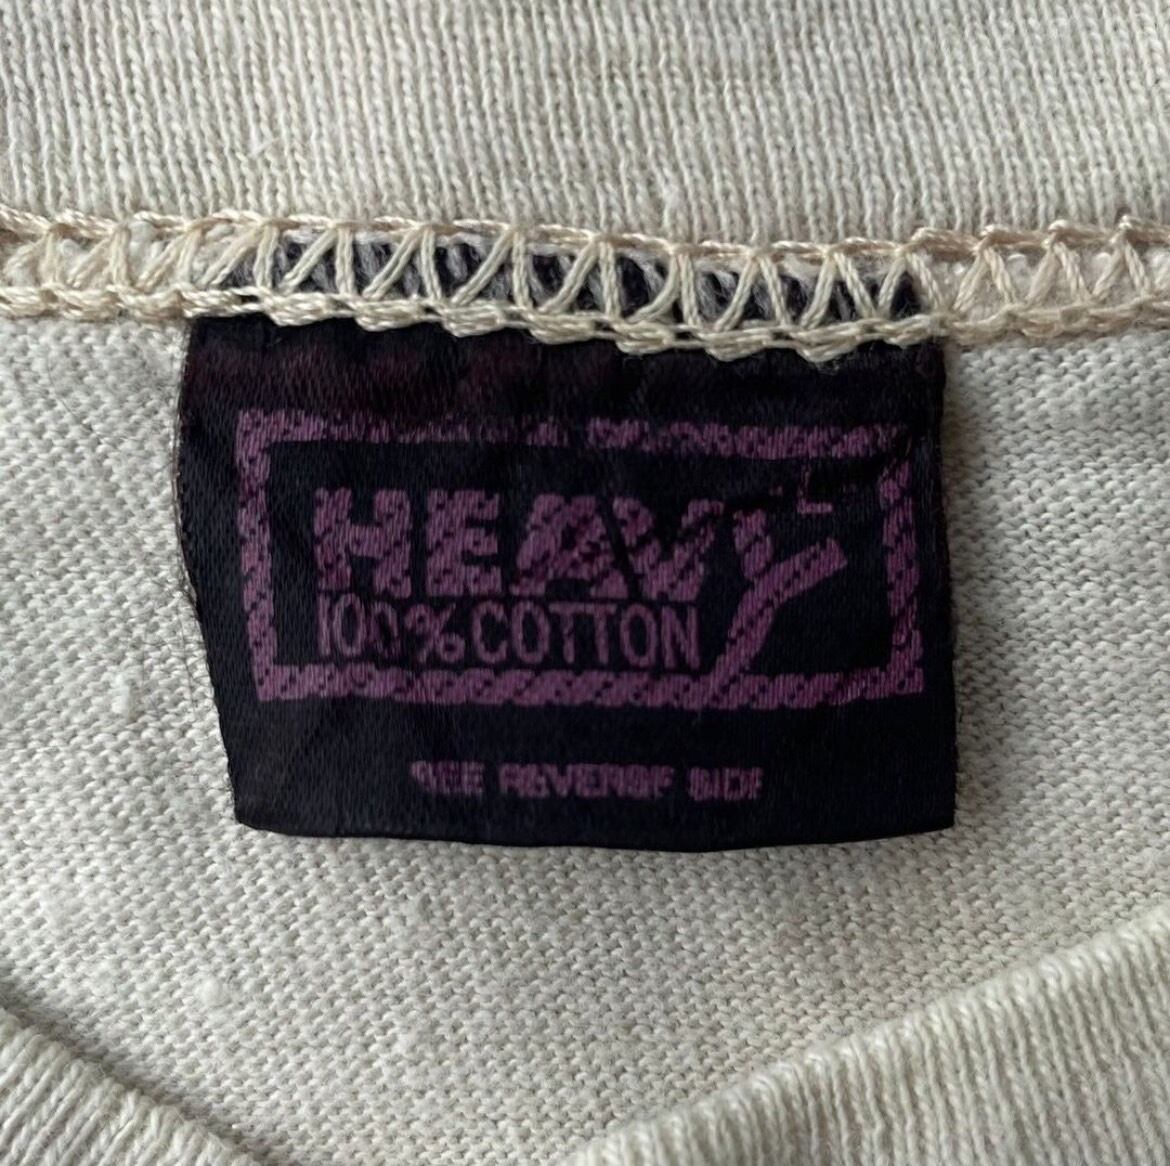 L
HEAVY
100% COTTON
SEE REVERSE SIDE